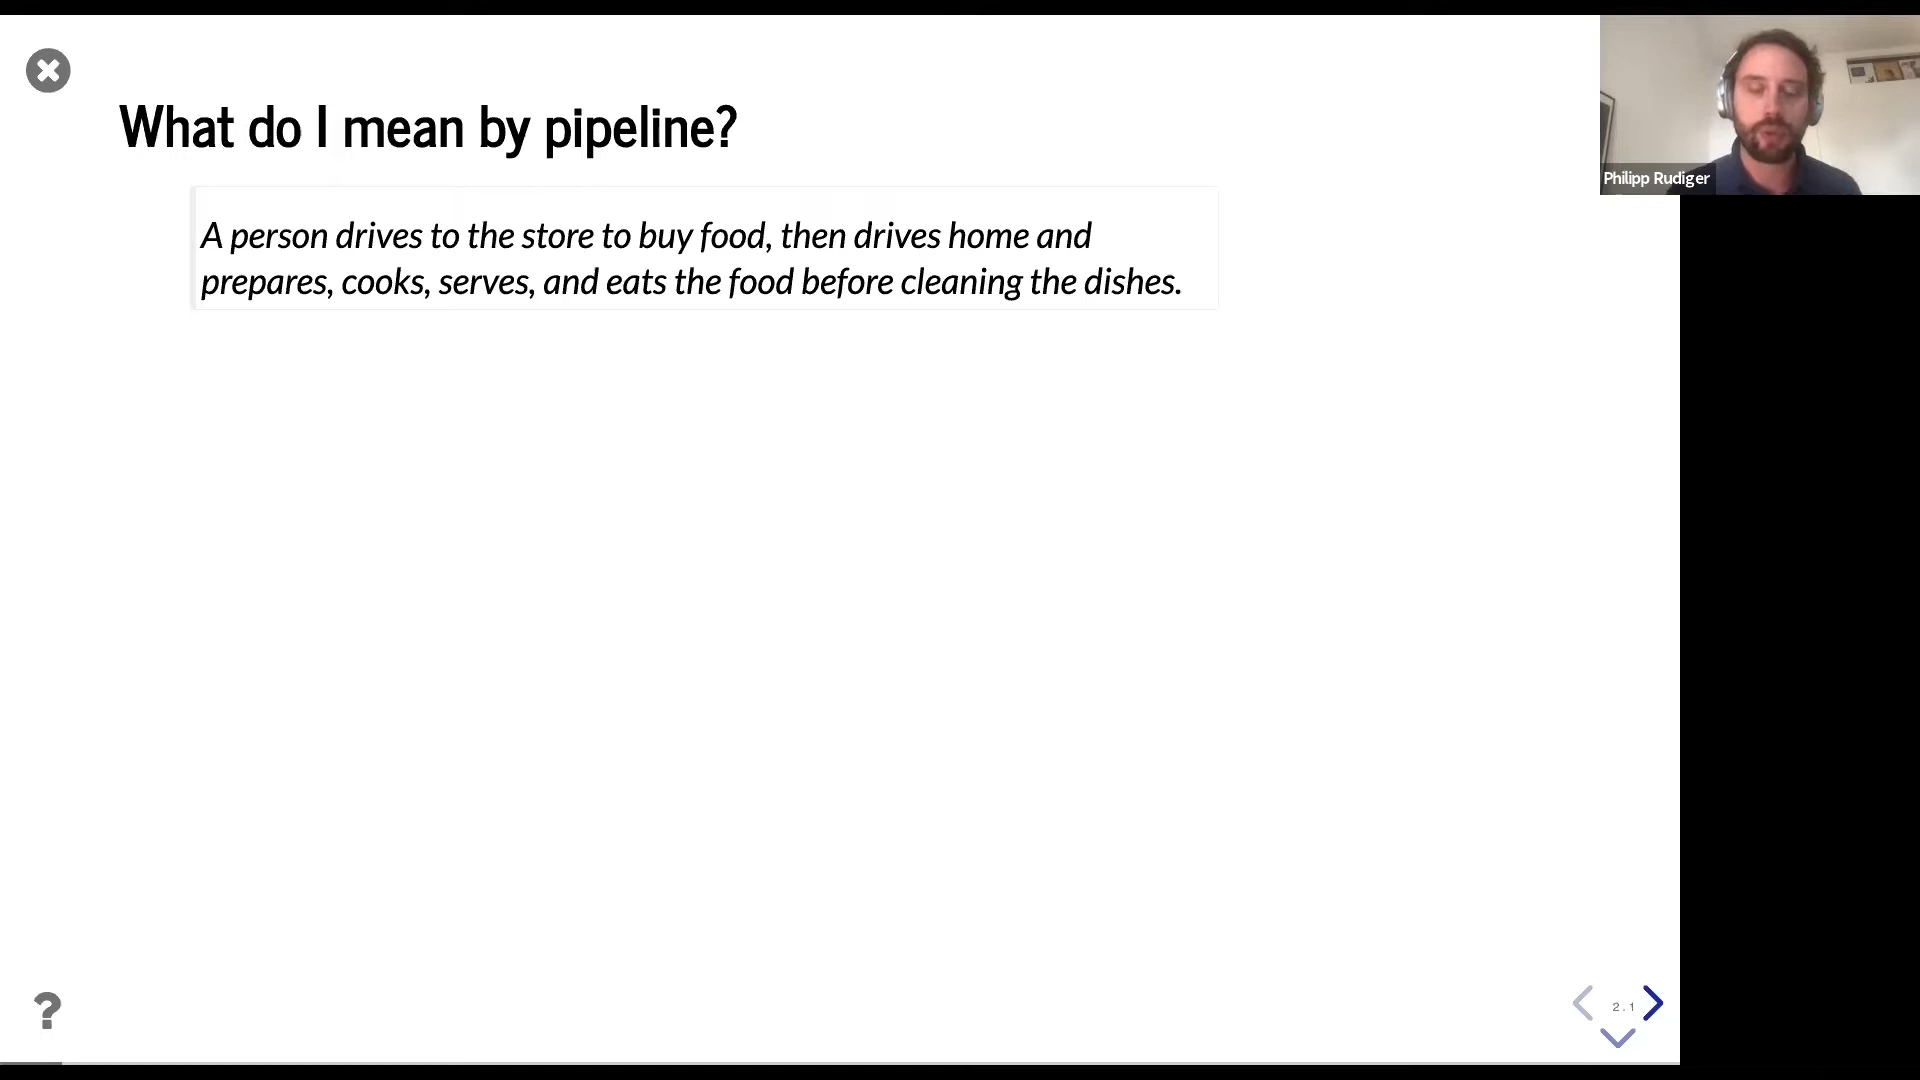 What do I mean by pipeline?
A person drives to the store to buy food, then drives home and
prepares, cooks, serves, and eats the food before cleaning the dishes.
Philipp Rudiger
?
2.1